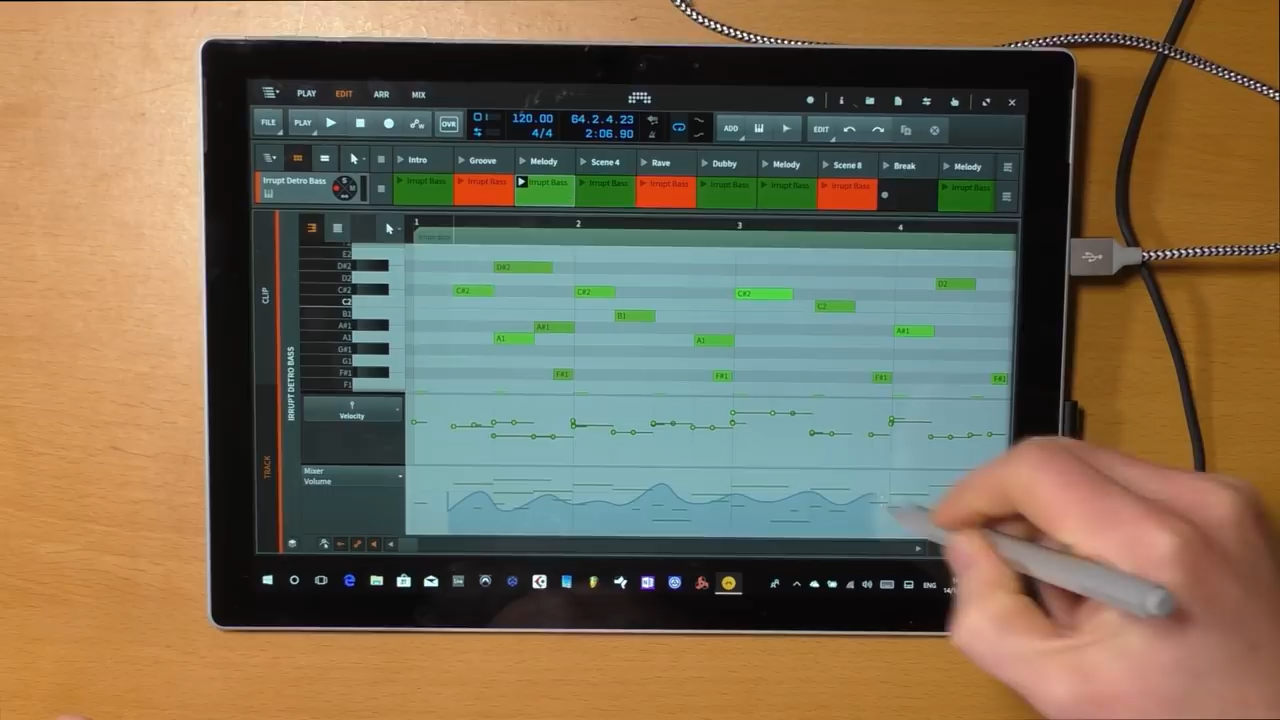 PLAY EDIT ARR MIX
FILE PLAY OVR 120.00 64.2.4.23 ADD EDIT
4/4 2:06.90
Intro Groove Melody Scene 4 Rave Dubby Melody Scene 8 Break Melody
Irrupt Detro Bass S M Irrupt Bass Irrupt Bass Irrupt Bass Irrupt Bass Irrupt Bass Irrupt Bass Irrupt Bass Irrupt Bass Irrupt Bass
1 2 3 4
E2
D#2 D#2
D2 D2
C#2 C#2 C#2 C#2
C2 C2
B1 B1
A#1 A#1 A#1
A1 A1 A1
G#1
G1
F#1 F#1 F#1 F#1 F#1
F1
CLIP
IRRUPT DETRO BASS
TRACK
Velocity
Mixer
Volume
ENG